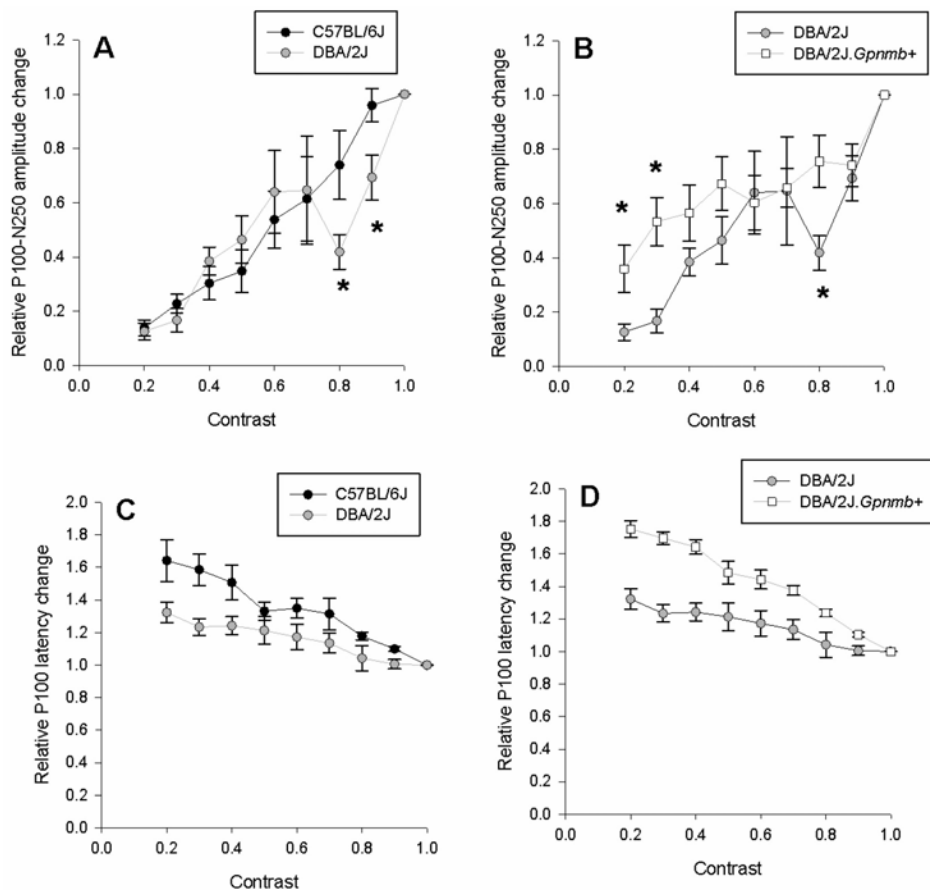 A
C57BL/6J
DBA/2J
Relative P100-N250 amplitude change
1.2
1.0
0.8
0.6
0.4
0.2
0.0
*
*
0.0 0.2 0.4 0.6 0.8 1.0
Contrast
B
DBA/2J
DBA/2J.Gpnmb+
Relative P100-N250 amplitude change
1.2
1.0
0.8
0.6
0.4
0.2
0.0
*
*
*
0.0 0.2 0.4 0.6 0.8 1.0
Contrast
C
C57BL/6J
DBA/2J
Relative P100 latency change
2.0
1.8
1.6
1.4
1.2
1.0
0.8
0.6
0.4
0.2
0.0
0.0 0.2 0.4 0.6 0.8 1.0
Contrast
D
DBA/2J
DBA/2J.Gpnmb+
Relative P100 latency change
2.0
1.8
1.6
1.4
1.2
1.0
0.8
0.6
0.4
0.2
0.0
0.0 0.2 0.4 0.6 0.8 1.0
Contrast